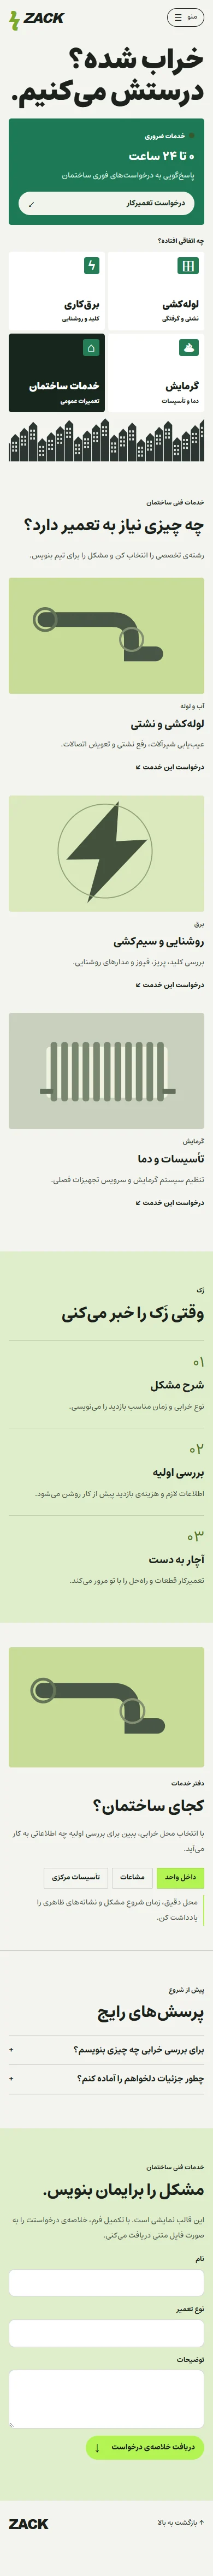 منو
ZACK
خراب شده؟
درستش می‌کنیم.
خدمات ضروری
۰ تا ۲۴ ساعت
پاسخ‌گویی به درخواست‌های فوری ساختمان
درخواست تعمیرکار
چه اتفاقی افتاده؟
لوله‌کشی
نشتی و گرفتگی
برق‌کاری
کلید و روشنایی
گرمایش
دما و تأسیسات
خدمات ساختمان
تعمیرات عمومی
خدمات فنی ساختمان
چه چیزی نیاز به تعمیر دارد؟
رشته‌ی تخصصی را انتخاب کن و مشکل را برای تیم بنویس.
آب و لوله
لوله‌کشی و نشتی
عیب‌یابی شیرآلات، رفع نشتی و تعویض اتصالات.
درخواست این خدمت ↙
برق
روشنایی و سیم‌کشی
بررسی کلید، پریز، فیوز و مدارهای روشنایی.
درخواست این خدمت ↙
گرمایش
تأسیسات و دما
تنظیم سیستم گرمایش و سرویس تجهیزات فصلی.
درخواست این خدمت ↙
زَک
وقتی زَک را خبر می‌کنی
۰۱
شرح مشکل
نوع خرابی و زمان مناسب بازدید را می‌نویسی.
۰۲
بررسی اولیه
اطلاعات لازم و هزینه‌ی بازدید پیش از کار روشن می‌شود.
۰۳
آچار به دست
تعمیرکار قطعات و راه‌حل را با تو مرور می‌کند.
دفتر خدمات
کجای ساختمان؟
با انتخاب محل خرابی، ببین برای بررسی اولیه چه اطلاعاتی به کار
می‌آید.
داخل واحد
مشاعات
تأسیسات مرکزی
محل دقیق، زمان شروع مشکل و نشانه‌های ظاهری را
یادداشت کن.
پیش از شروع
پرسش‌های رایج
برای بررسی خرابی چه چیزی بنویسم؟ +
چطور جزئیات دلخواهم را آماده کنم؟ +
خدمات فنی ساختمان
مشکل را برایمان بنویس.
این قالب نمایشی است. با تکمیل فرم، خلاصه‌ی درخواستت را به
صورت فایل متنی دریافت می‌کنی.
نام
نوع تعمیر
توضیحات
دریافت خلاصه‌ی درخواست ↓
↑ بازگشت به بالا
ZACK